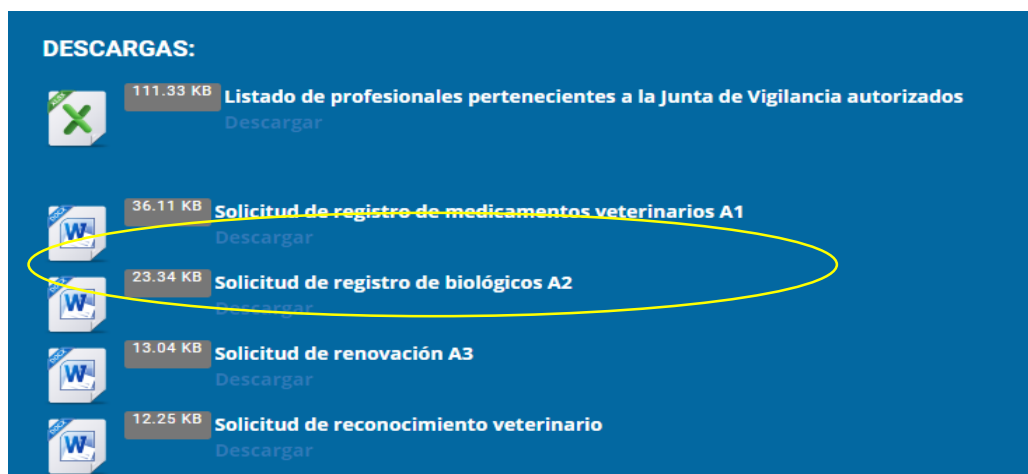 DESCARGAS:
111.33 KB Listado de profesionales pertenecientes a la Junta de Vigilancia autorizados
Descargar
36.11 KB Solicitud de registro de medicamentos veterinarios A1
Descargar
23.34 KB Solicitud de registro de biológicos A2
Descargar
13.04 KB Solicitud de renovación A3
Descargar
12.25 KB Solicitud de reconocimiento veterinario
Descargar